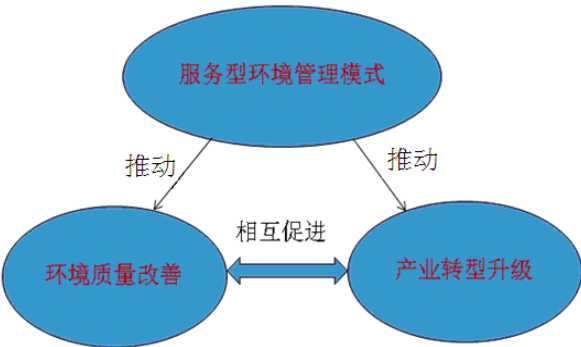 服务型环境管理模式
推动
推动
相互促进
环境质量改善
产业转型升级